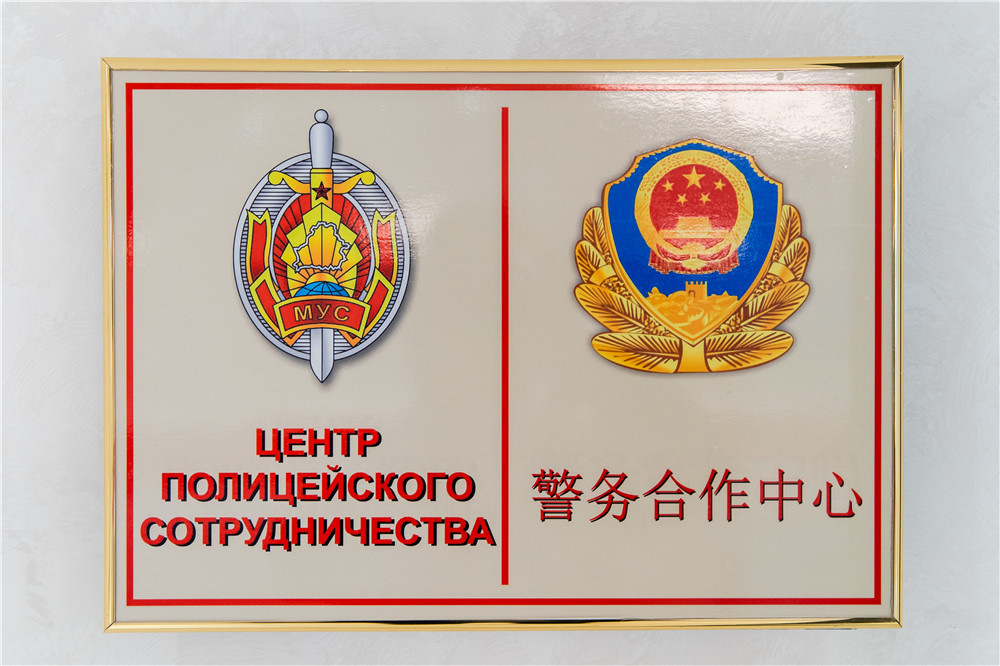 МУС
ЦЕНТР
ПОЛИЦЕЙСКОГО
СОТРУДНИЧЕСТВА
警务合作中心